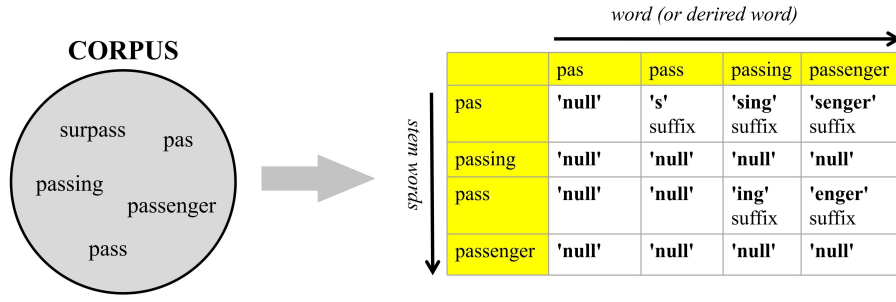 word (or derired word)
CORPUS
surpass
pas
passing
passenger
pass
stem words
pas pass passing passenger
pas 'null' 's' 'sing' 'senger'
suffix suffix suffix
passing 'null' 'null' 'null' 'null'
pass 'null' 'null' 'ing' 'enger'
suffix suffix
passenger 'null' 'null' 'null' 'null'